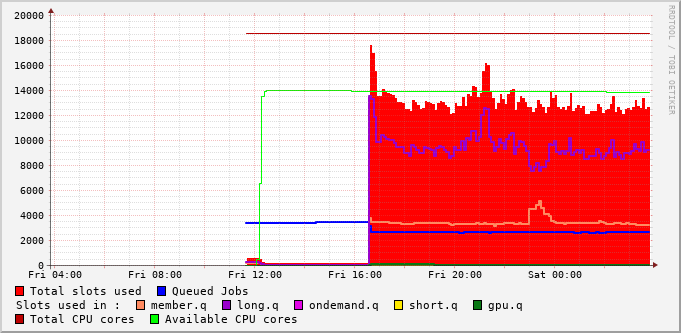 20000
18000
16000
14000
12000
10000
8000
6000
4000
2000
0
Fri 04:00 Fri 08:00 Fri 12:00 Fri 16:00 Fri 20:00 Sat 00:00
RRDTOOL / TOBI OETIKER
Total slots used Queued Jobs
Slots used in : member.q long.q ondemand.q short.q gpu.q
Total CPU cores Available CPU cores